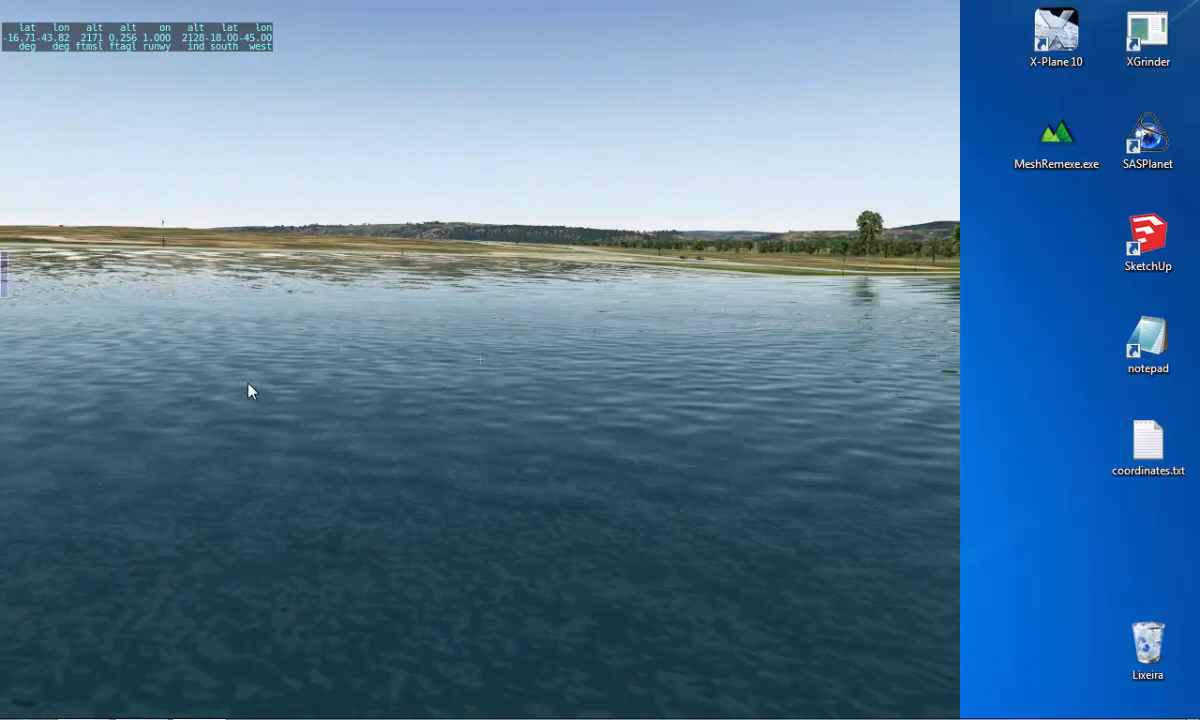 lat lon alt alt on alt lat lon
-16.71-43.82 2171 0.256 1.000 2128-18.00-45.00
deg deg ftmsl ftagl runwy ind south west
X-Plane 10
XGrinder
MeshRemexe.exe
SASPlanet
SketchUp
notepad
coordinates.txt
Lixeira